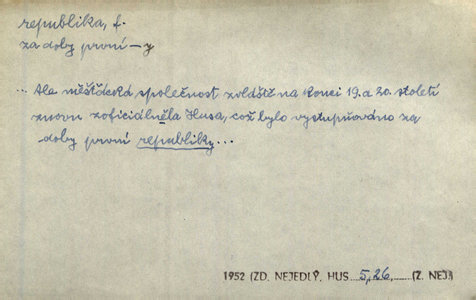 republika, f.
za doby první –y
... Ale měšťácká společnost zvláště na konci 19. a 20. století
znovu zoficiálněla Husa, což bylo vystupňováno za
doby první republiky...
1952 (ZD. NEJEDLÝ, HUS 5, 26, (Z. NEJ)